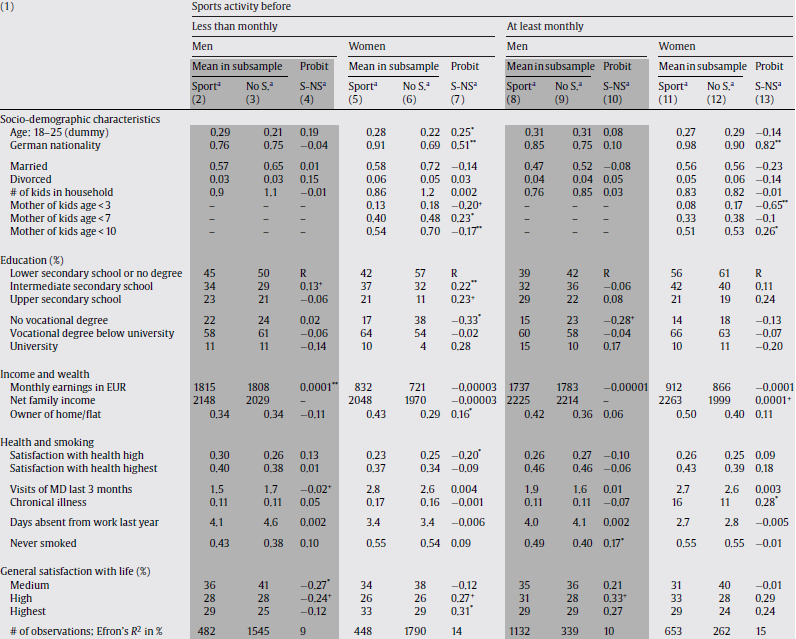 (1) Sports activity before
Less than monthly At least monthly
Men Women Men Women
Mean in subsample Probit Mean in subsample Probit Mean in subsample Probit Mean in subsample Probit
Sportᵃ No S.ᵃ S-NSᵃ Sportᵃ No S.ᵃ S-NSᵃ Sportᵃ No S.ᵃ S-NSᵃ Sportᵃ No S.ᵃ S-NSᵃ
(2) (3) (4) (5) (6) (7) (8) (9) (10) (11) (12) (13)
Socio-demographic characteristics
Age: 18–25 (dummy) 0.29 0.21 0.19 0.28 0.22 0.25* 0.31 0.31 0.08 0.27 0.29 −0.14
German nationality 0.76 0.75 −0.04 0.91 0.69 0.51** 0.85 0.75 0.10 0.98 0.90 0.82**
Married 0.57 0.65 0.01 0.58 0.72 −0.14 0.47 0.52 −0.08 0.56 0.56 −0.23
Divorced 0.03 0.03 0.15 0.06 0.05 0.03 0.04 0.04 0.05 0.05 0.06 −0.14
# of kids in household 0.9 1.1 −0.01 0.86 1.2 0.002 0.76 0.85 0.03 0.83 0.82 −0.01
Mother of kids age < 3 – – – 0.13 0.18 −0.20⁺ – – – 0.08 0.17 −0.65**
Mother of kids age < 7 – – – 0.40 0.48 0.23* – – – 0.33 0.38 −0.1
Mother of kids age < 10 – – – 0.54 0.70 −0.17** – – – 0.51 0.53 0.26*
Education (%)
Lower secondary school or no degree 45 50 R 42 57 R 39 42 R 56 61 R
Intermediate secondary school 34 29 0.13⁺ 37 32 0.22** 32 36 −0.06 42 40 0.11
Upper secondary school 23 21 −0.06 21 11 0.23⁺ 29 22 0.08 21 19 0.24
No vocational degree 22 24 0.02 17 38 −0.33* 15 23 −0.28⁺ 14 18 −0.13
Vocational degree below university 58 61 −0.06 64 54 −0.02 60 58 −0.04 66 63 −0.07
University 11 11 −0.14 10 4 0.28 15 10 0.17 10 11 −0.20
Income and wealth
Monthly earnings in EUR 1815 1808 0.0001** 832 721 −0.00003 1737 1783 −0.00001 912 866 −0.0001
Net family income 2148 2029 – 2048 1970 −0.00003 2225 2214 – 2263 1999 0.0001⁺
Owner of home/flat 0.34 0.34 −0.11 0.43 0.29 0.16* 0.42 0.36 0.06 0.50 0.40 0.11
Health and smoking
Satisfaction with health high 0.30 0.26 0.13 0.23 0.25 −0.20* 0.26 0.27 −0.10 0.26 0.25 0.09
Satisfaction with health highest 0.40 0.38 0.01 0.37 0.34 −0.09 0.46 0.46 −0.06 0.43 0.39 0.18
Visits of MD last 3 months 1.5 1.7 −0.02⁺ 2.8 2.6 0.004 1.9 1.6 0.01 2.7 2.6 0.003
Chronical illness 0.11 0.11 0.05 0.17 0.16 −0.001 0.11 0.11 −0.07 16 11 0.28*
Days absent from work last year 4.1 4.6 0.002 3.4 3.4 −0.006 4.0 4.1 0.002 2.7 2.8 −0.005
Never smoked 0.43 0.38 0.10 0.55 0.54 0.09 0.49 0.40 0.17* 0.55 0.55 −0.01
General satisfaction with life (%)
Medium 36 41 −0.27* 34 38 −0.12 35 36 0.21 31 40 −0.01
High 28 28 −0.24⁺ 32 26 0.27⁺ 31 28 0.33⁺ 33 28 0.29
Highest 29 25 −0.12 33 29 0.31* 29 29 0.27 29 24 0.24
# of observations; Efron's R² in % 482 1545 9 448 1790 14 1132 339 10 653 262 15